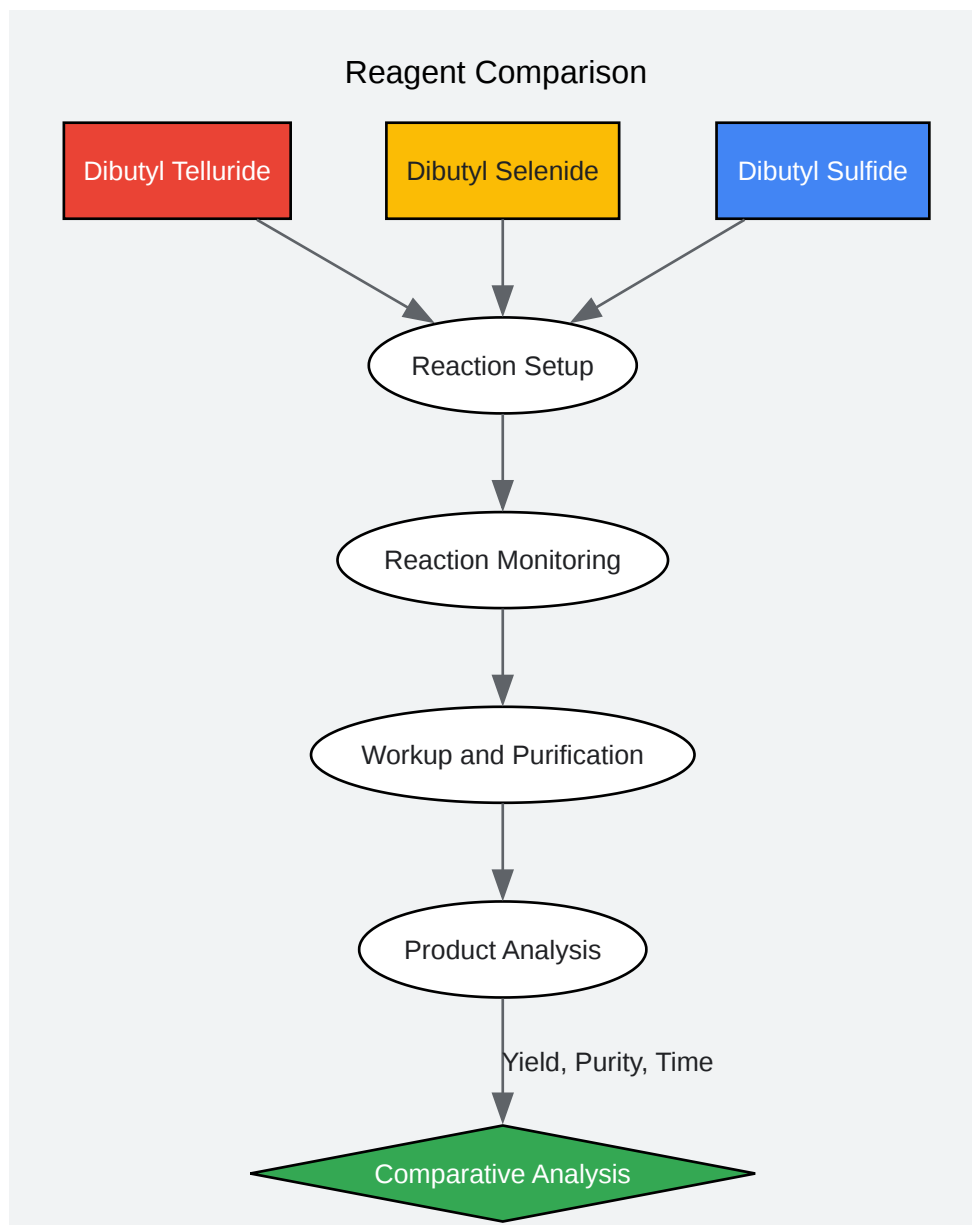 Reagent Comparison
Dibutyl Telluride
Dibutyl Selenide
Dibutyl Sulfide
Reaction Setup
Reaction Monitoring
Workup and Purification
Product Analysis
Yield, Purity, Time
Comparative Analysis